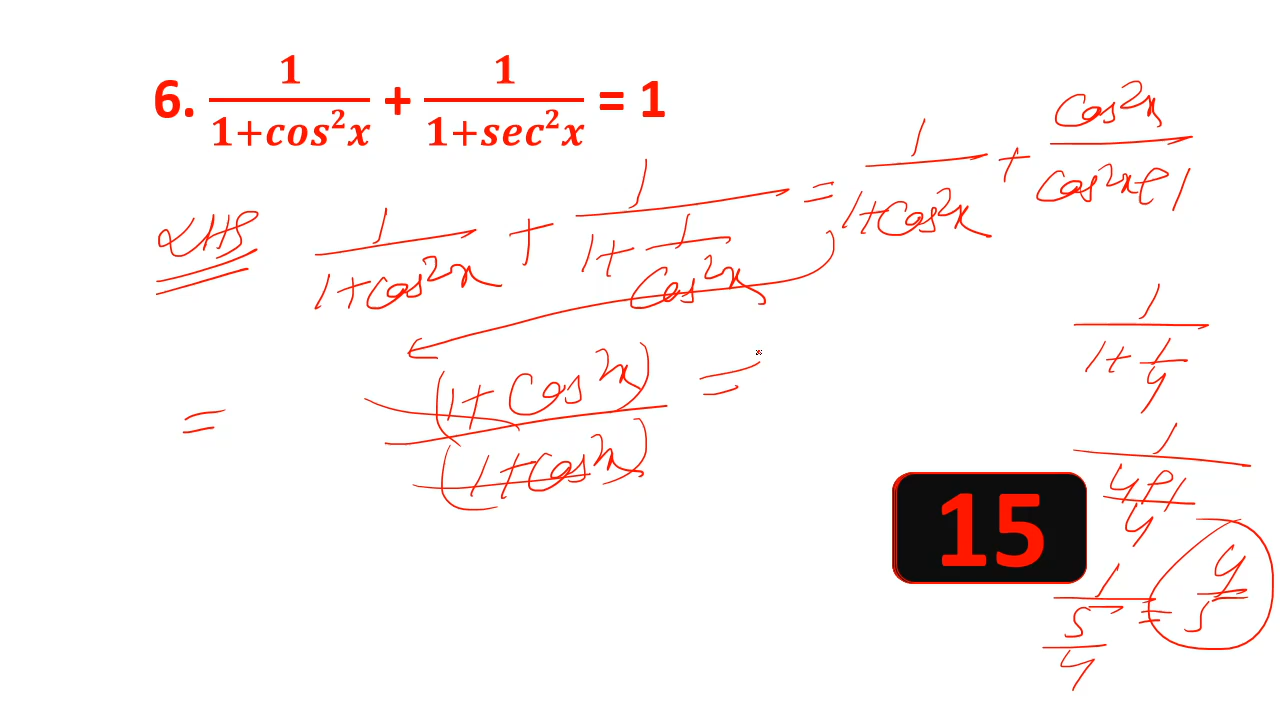 6. 1/(1+cos²x) + 1/(1+sec²x) = 1
LHS 1/(1+cos²x) + 1/(1+1/cos²x) = 1/(1+cos²x) + cos²x/(cos²x+1)
= (1+cos²x)/(1+cos²x) =
1/(1+1/4)
1/((4+1)/4)
1/(5/4) = 4/5
15